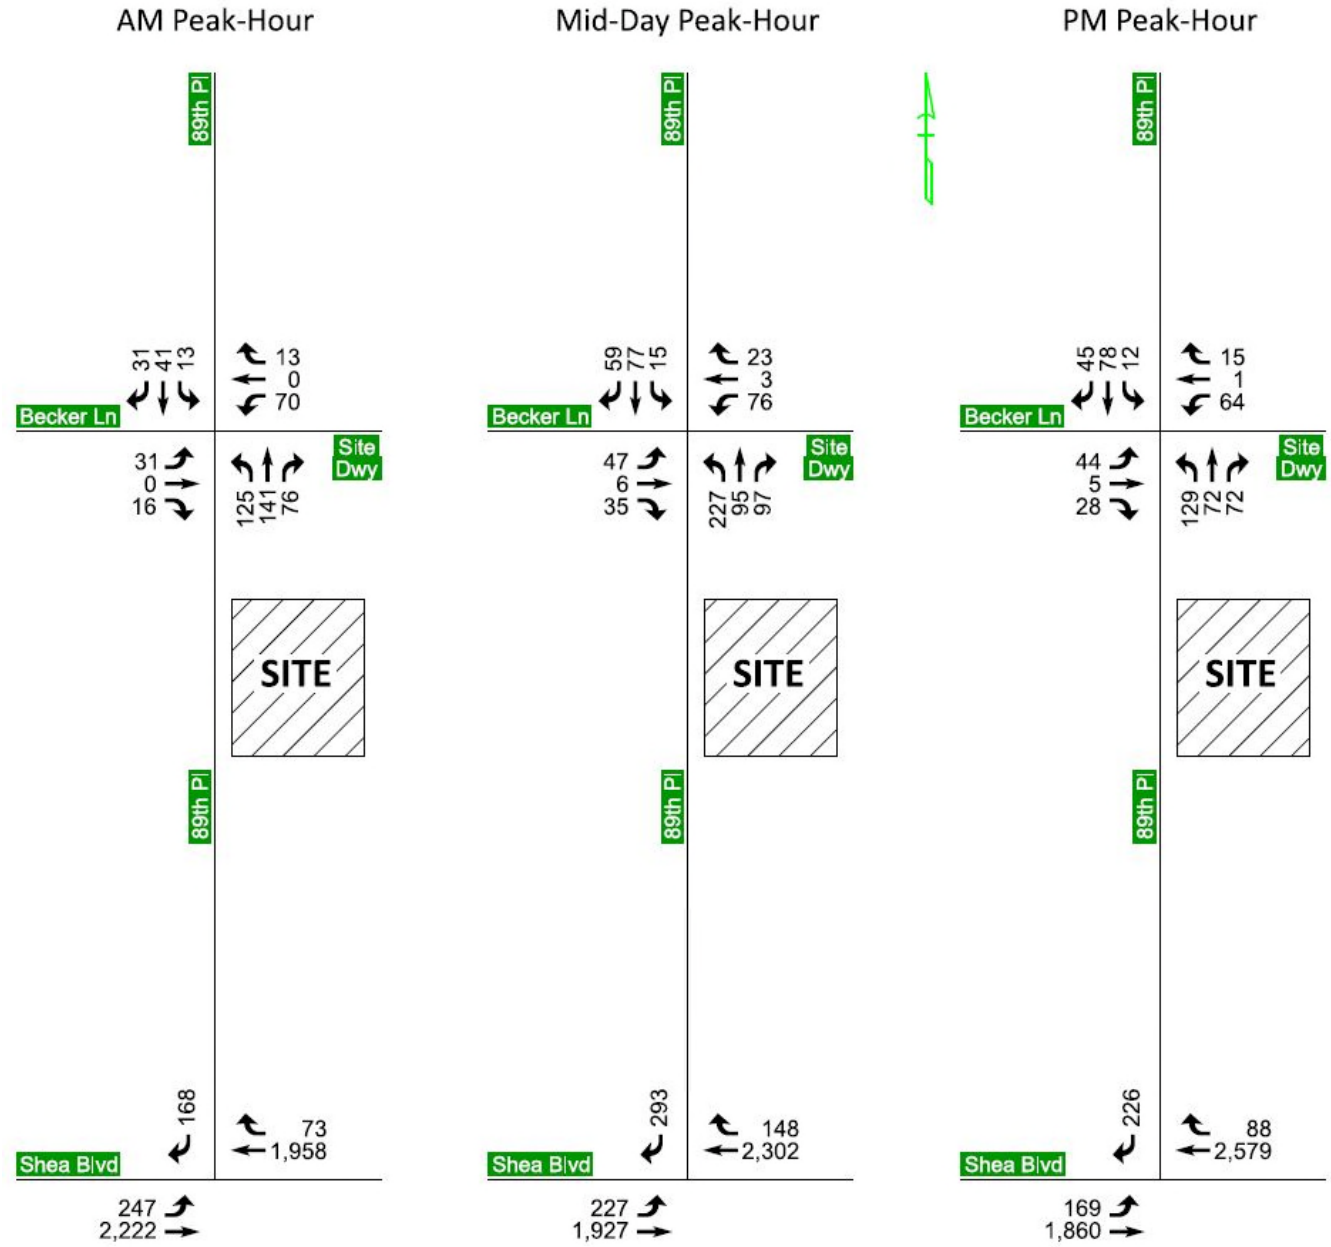 AM Peak-Hour
Mid-Day Peak-Hour
PM Peak-Hour
89th Pl
89th Pl
89th Pl
31 41 13
13
0
70
Becker Ln
Site
Dwy
31
0
16
125 141 76
59 77 15
23
3
76
Becker Ln
Site
Dwy
47
6
35
227 95 97
45 78 12
15
1
64
Becker Ln
Site
Dwy
44
5
28
129 72 72
SITE
SITE
SITE
89th Pl
89th Pl
89th Pl
168
73
1,958
Shea Blvd
247
2,222
293
148
2,302
Shea Blvd
227
1,927
226
88
2,579
Shea Blvd
169
1,860